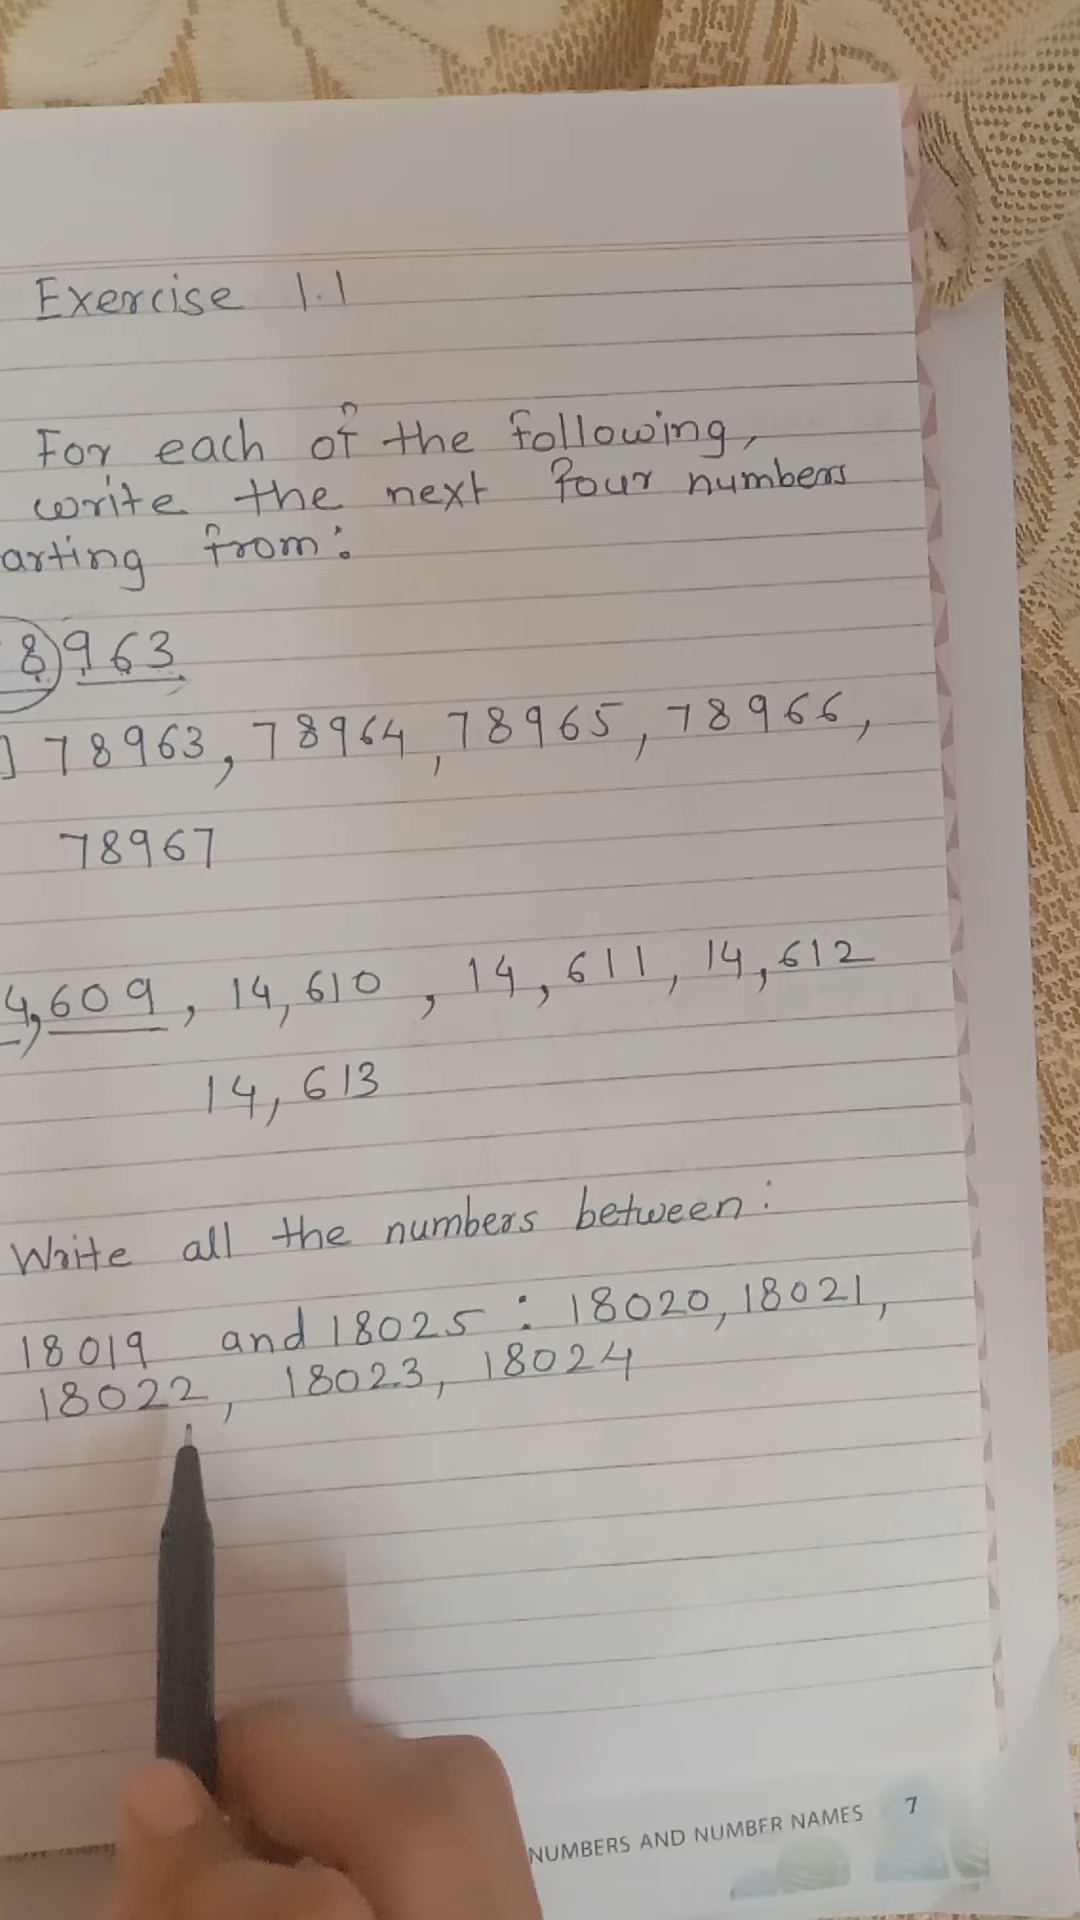 Exercise 1.1
For each of the following,
write the next four numbers
arting from:
8963
78963, 78964, 78965, 78966,
78967
4,609, 14,610, 14,611, 14,612
14,613
Write all the numbers between:
18019 and 18025 : 18020, 18021,
18022, 18023, 18024
NUMBERS AND NUMBER NAMES 7